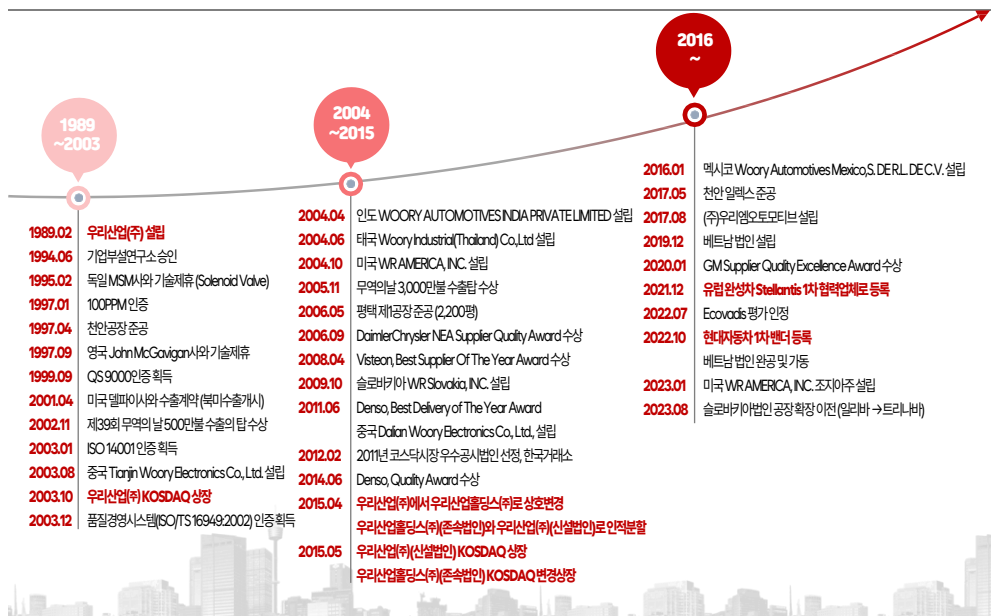 1989
~2003
1989.02 우리산업(주) 설립
1994.06 기업부설연구소 승인
1995.02 독일 MSM사와 기술제휴 (Solenoid Valve)
1997.01 100PPM 인증
1997.04 천안공장 준공
1997.09 영국 John McGavigan사와 기술제휴
1999.09 QS 9000인증 획득
2001.04 미국 델파이사와 수출계약 (북미수출개시)
2002.11 제39회 무역의 날 500만불 수출의 탑 수상
2003.01 ISO 14001 인증 획득
2003.08 중국 Tianjin Woory Electronics Co., Ltd. 설립
2003.10 우리산업(주) KOSDAQ 상장
2003.12 품질경영시스템(ISO/TS 16949:2002) 인증 획득
2004
~2015
2004.04 인도 WOORY AUTOMOTIVES INDIA PRIVATE LIMITED 설립
2004.06 태국 Woory Industrial(Thailand) Co.,Ltd 설립
2004.10 미국 WR AMERICA, INC. 설립
2005.11 무역의날 3,000만불 수출탑 수상
2006.05 평택 제1공장 준공 (2,200평)
2006.09 DaimlerChrysler NEA Supplier Quality Award 수상
2008.04 Visteon, Best Supplier Of The Year Award 수상
2009.10 슬로바키아 WR Slovakia, INC. 설립
2011.06 Denso, Best Delivery of The Year Award
중국 Dalian Woory Electronics Co., Ltd., 설립
2012.02 2011년 코스닥시장 우수공시법인 선정, 한국거래소
2014.06 Denso, Quality Award 수상
2015.04 우리산업(주)에서 우리산업홀딩스(주)로 상호변경
우리산업홀딩스(주)(존속법인)와 우리산업(주)(신설법인)로 인적분할
2015.05 우리산업(주)(신설법인) KOSDAQ 상장
우리산업홀딩스(주)(존속법인) KOSDAQ 변경상장
2016
~
2016.01 멕시코 Woory Automotives Mexico,S. DE R.L. DE C.V. 설립
2017.05 천안 일렉스 준공
2017.08 (주)우리엠오토모티브 설립
2019.12 베트남 법인 설립
2020.01 GM Supplier Quality Excellence Award 수상
2021.12 유럽 완성차 Stellantis 1차 협력업체로 등록
2022.07 Ecovadis 평가 인정
2022.10 현대자동차 1차 밴더 등록
베트남 법인 완공 및 가동
2023.01 미국 WR AMERICA, INC. 조지아주 설립
2023.08 슬로바키아법인 공장 확장 이전 (일리바 → 트리나바)